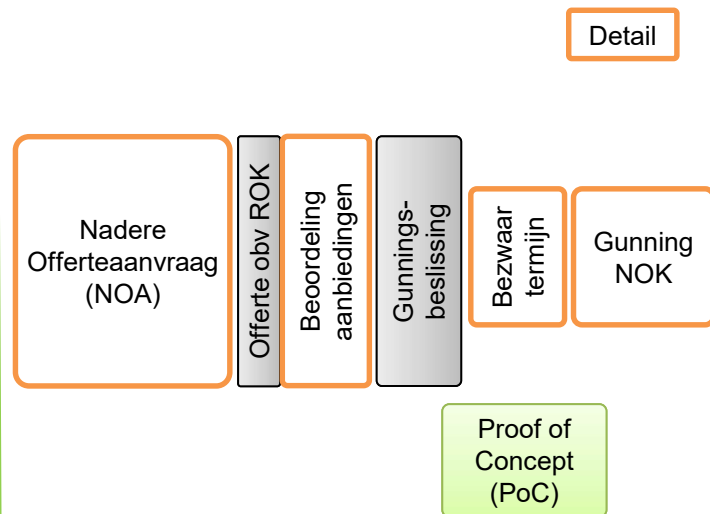 Detail
Nadere
Offerteaanvraag
(NOA)
Offerte obv ROK
Beoordeling
aanbiedingen
Gunnings-
beslissing
Bezwaar
termijn
Gunning
NOK
Proof of
Concept
(PoC)